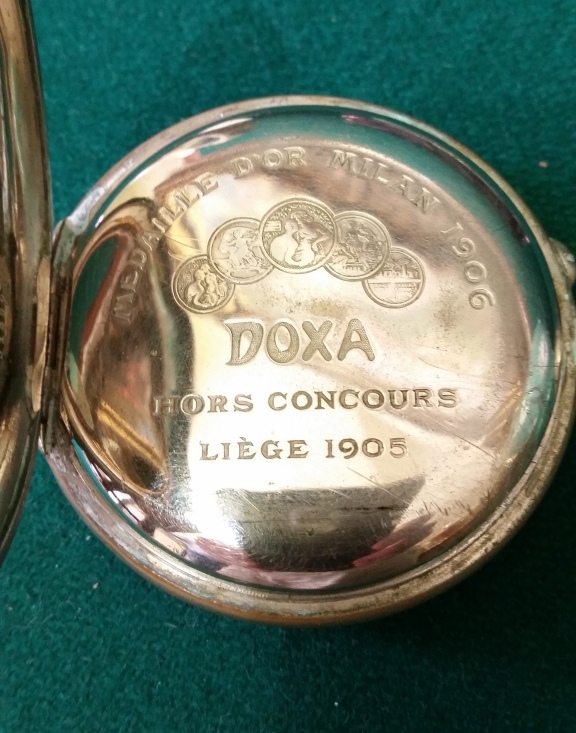 MEDAILLE D'OR MILAN 1906
DOXA
HORS CONCOURS
LIÈGE 1905